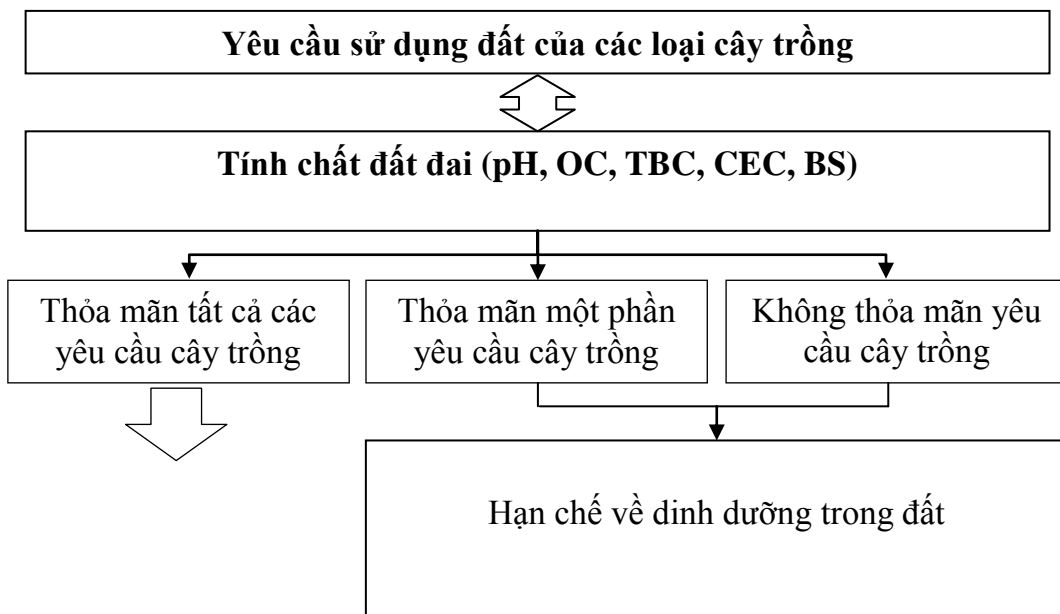 Yêu cầu sử dụng đất của các loại cây trồng
Tính chất đất đai (pH, OC, TBC, CEC, BS)
Thỏa mãn tất cả các
yêu cầu cây trồng
Thỏa mãn một phần
yêu cầu cây trồng
Không thỏa mãn yêu
cầu cây trồng
Hạn chế về dinh dưỡng trong đất